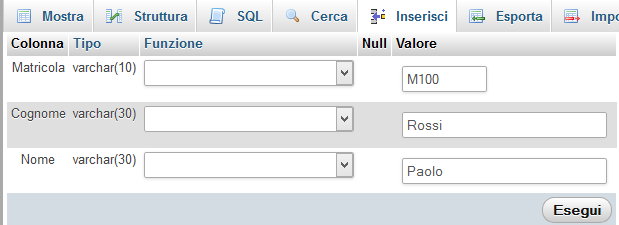 Mostra Struttura SQL Cerca Inserisci Esporta Impo
Colonna Tipo Funzione Null Valore
Matricola varchar(10) M100
Cognome varchar(30) Rossi
Nome varchar(30) Paolo
Esegui